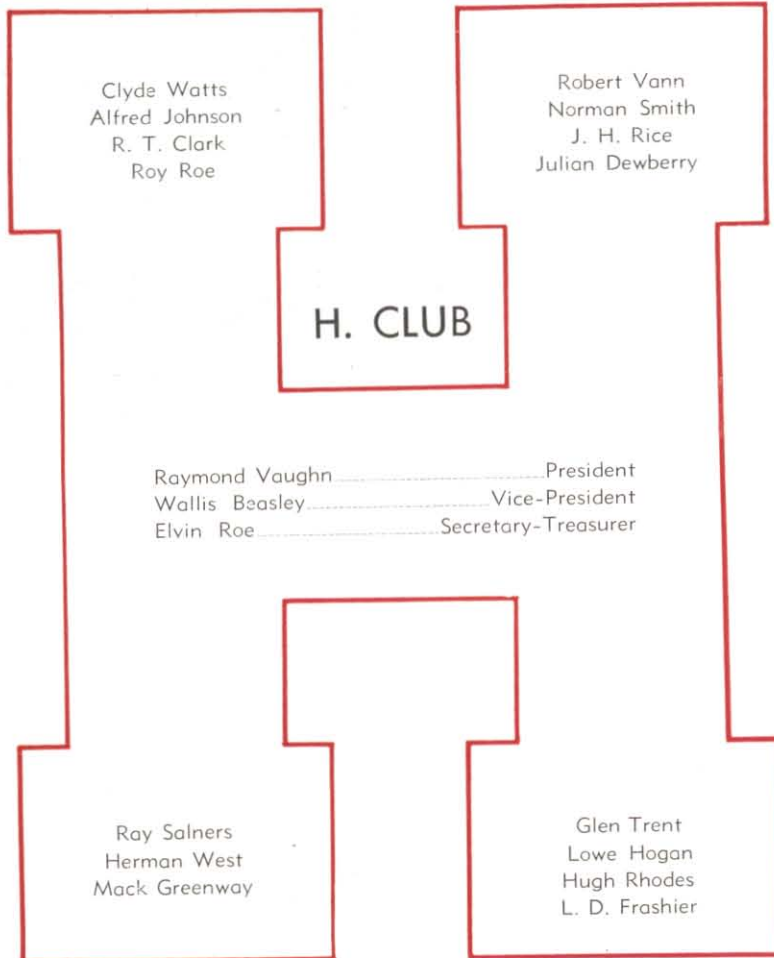 Clyde Watts
Alfred Johnson
R. T. Clark
Roy Roe
Robert Vann
Norman Smith
J. H. Rice
Julian Dewberry
H. CLUB
Raymond Vaughn President
Wallis Beasley Vice-President
Elvin Roe Secretary-Treasurer
Ray Salners
Herman West
Mack Greenway
Glen Trent
Lowe Hogan
Hugh Rhodes
L. D. Frashier